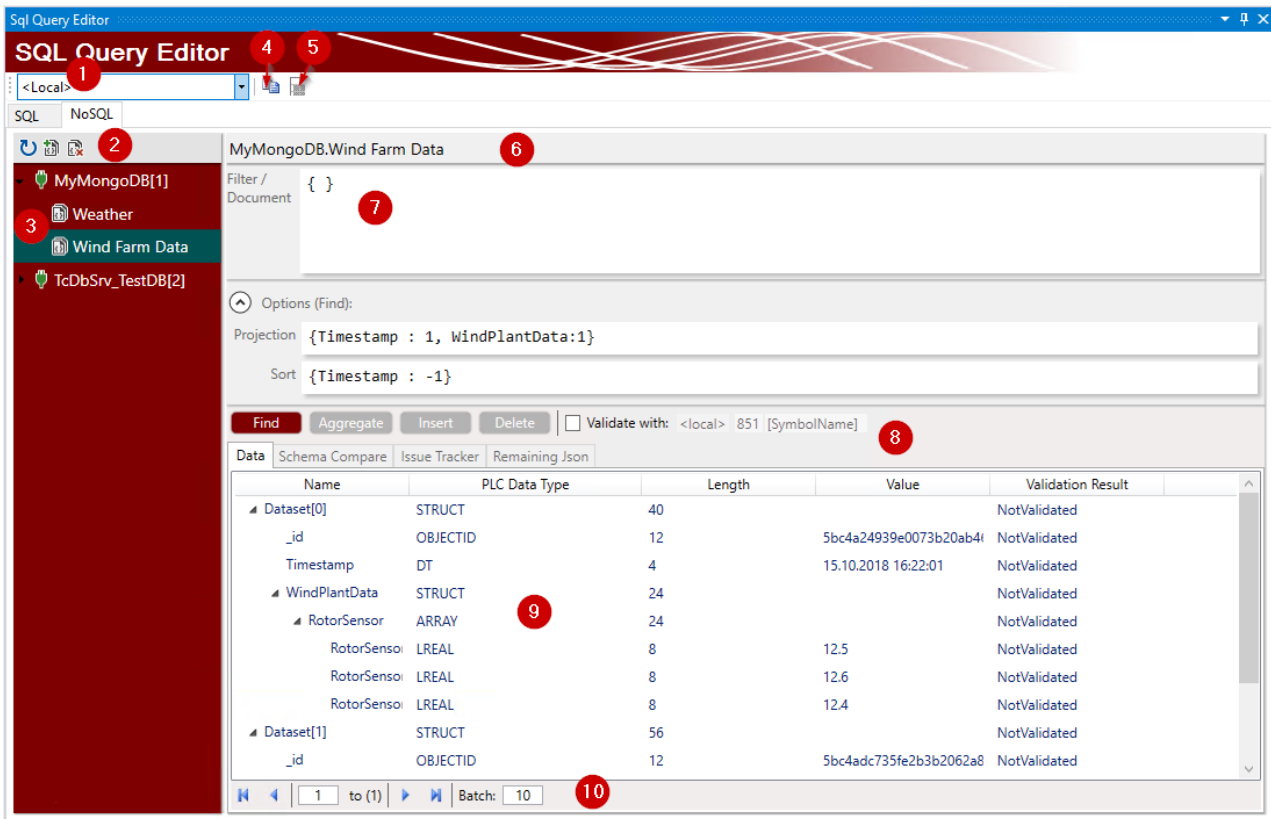 Sql Query Editor
SQL Query Editor
4 5
1
<Local>
SQL NoSQL
2
MyMongoDB.Wind Farm Data 6
MyMongoDB[1]
Weather
3
Wind Farm Data
TcDbSrv_TestDB[2]
Filter / Document
{ }
7
Options (Find):
Projection {Timestamp : 1, WindPlantData:1}
Sort {Timestamp : -1}
Find Aggregate Insert Delete Validate with: <local> 851 [SymbolName] 8
Data Schema Compare Issue Tracker Remaining Json
Name PLC Data Type Length Value Validation Result
Dataset[0] STRUCT 40 NotValidated
_id OBJECTID 12 5bc4a24939e0073b20ab4 NotValidated
Timestamp DT 4 15.10.2018 16:22:01 NotValidated
WindPlantData STRUCT 24 NotValidated
9
RotorSensor ARRAY 24 NotValidated
RotorSenso LREAL 8 12.5 NotValidated
RotorSenso LREAL 8 12.6 NotValidated
RotorSenso LREAL 8 12.4 NotValidated
Dataset[1] STRUCT 56 NotValidated
_id OBJECTID 12 5bc4adc735fe2b3b2062a8 NotValidated
1 to (1) Batch: 10 10